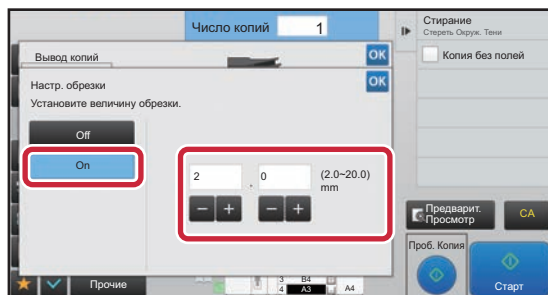 Число копий 1
Стирание
Стереть Окруж. Тени
Вывод копий OK
Копия без полей
Настр. обрезки OK
Установите величину обрезки.
Off
On
2 . 0 (2.0~20.0)
mm
− + − +
Предварит.
Просмотр
CA
Проб. Копия
Старт
Прочие
3 B4
4 A3 A4